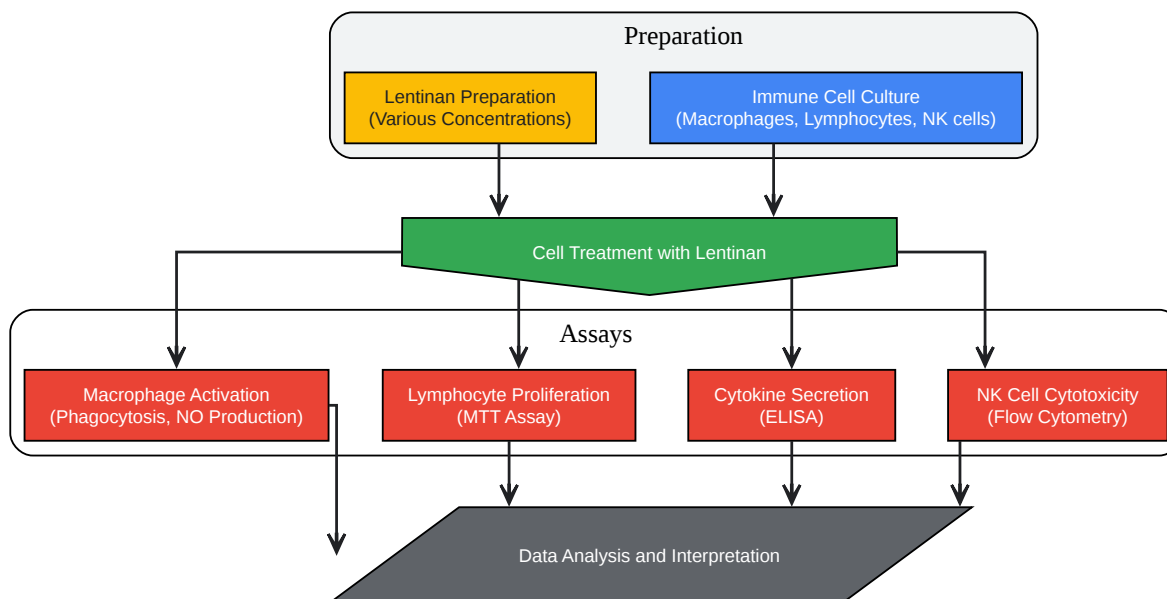 Preparation
Lentinan Preparation
(Various Concentrations)
Immune Cell Culture
(Macrophages, Lymphocytes, NK cells)
Cell Treatment with Lentinan
Assays
Macrophage Activation
(Phagocytosis, NO Production)
Lymphocyte Proliferation
(MTT Assay)
Cytokine Secretion
(ELISA)
NK Cell Cytotoxicity
(Flow Cytometry)
Data Analysis and Interpretation